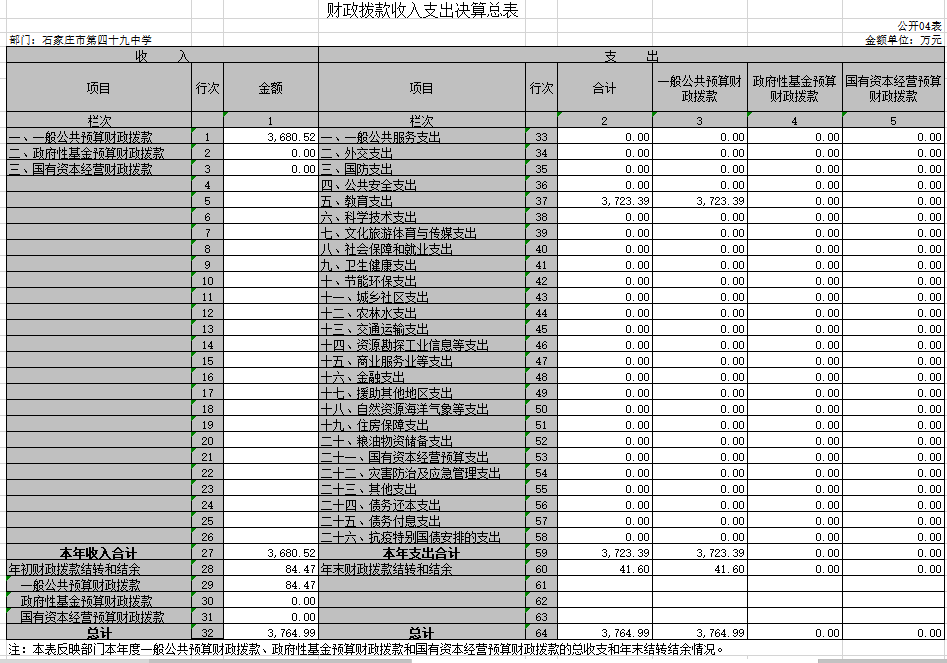 财政拨款收入支出决算总表
公开04表
部门：石家庄市第四十九中学 金额单位：万元
收 入 支 出
项目 行次 金额 项目 行次 合计 一般公共预算财政拨款 政府性基金预算财政拨款 国有资本经营预算财政拨款
栏次 1 栏次 2 3 4 5
一、一般公共预算财政拨款 1 3,680.52 一、一般公共服务支出 33 0.00 0.00 0.00 0.00
二、政府性基金预算财政拨款 2 0.00 二、外交支出 34 0.00 0.00 0.00 0.00
三、国有资本经营财政拨款 3 0.00 三、国防支出 35 0.00 0.00 0.00 0.00
4 四、公共安全支出 36 0.00 0.00 0.00 0.00
5 五、教育支出 37 3,723.39 3,723.39 0.00 0.00
6 六、科学技术支出 38 0.00 0.00 0.00 0.00
7 七、文化旅游体育与传媒支出 39 0.00 0.00 0.00 0.00
8 八、社会保障和就业支出 40 0.00 0.00 0.00 0.00
9 九、卫生健康支出 41 0.00 0.00 0.00 0.00
10 十、节能环保支出 42 0.00 0.00 0.00 0.00
11 十一、城乡社区支出 43 0.00 0.00 0.00 0.00
12 十二、农林水支出 44 0.00 0.00 0.00 0.00
13 十三、交通运输支出 45 0.00 0.00 0.00 0.00
14 十四、资源勘探工业信息等支出 46 0.00 0.00 0.00 0.00
15 十五、商业服务业等支出 47 0.00 0.00 0.00 0.00
16 十六、金融支出 48 0.00 0.00 0.00 0.00
17 十七、援助其他地区支出 49 0.00 0.00 0.00 0.00
18 十八、自然资源海洋气象等支出 50 0.00 0.00 0.00 0.00
19 十九、住房保障支出 51 0.00 0.00 0.00 0.00
20 二十、粮油物资储备支出 52 0.00 0.00 0.00 0.00
21 二十一、国有资本经营预算支出 53 0.00 0.00 0.00 0.00
22 二十二、灾害防治及应急管理支出 54 0.00 0.00 0.00 0.00
23 二十三、其他支出 55 0.00 0.00 0.00 0.00
24 二十四、债务还本支出 56 0.00 0.00 0.00 0.00
25 二十五、债务付息支出 57 0.00 0.00 0.00 0.00
26 二十六、抗疫特别国债安排的支出 58 0.00 0.00 0.00 0.00
本年收入合计 27 3,680.52 本年支出合计 59 3,723.39 3,723.39 0.00 0.00
年初财政拨款结转和结余 28 84.47 年末财政拨款结转和结余 60 41.60 41.60 0.00 0.00
一般公共预算财政拨款 29 84.47 61
政府性基金预算财政拨款 30 0.00 62
国有资本经营预算财政拨款 31 0.00 63
总计 32 3,764.99 总计 64 3,764.99 3,764.99 0.00 0.00
注：本表反映部门本年度一般公共预算财政拨款、政府性基金预算财政拨款和国有资本经营预算财政拨款的总收支和年末结转结余情况。